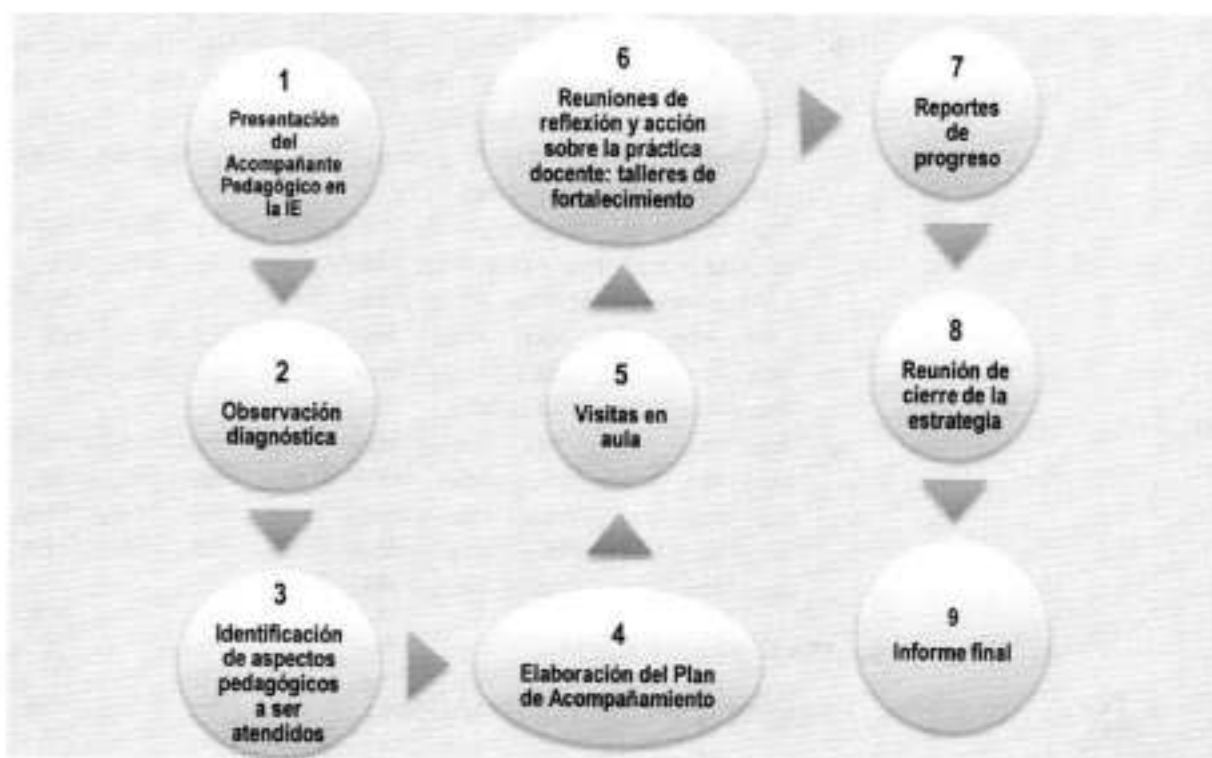 1
Presentación
del
Acompañante
Pedagógico en
la IE
2
Observación
diagnóstica
3
Identificación
de aspectos
pedagógicos
a ser
atendidos
4
Elaboración del Plan
de Acompañamiento
5
Visitas en
aula
6
Reuniones de
reflexión y acción
sobre la práctica
docente: talleres de
fortalecimiento
7
Reportes
de
progreso
8
Reunión de
cierre de la
estrategia
9
Informe final